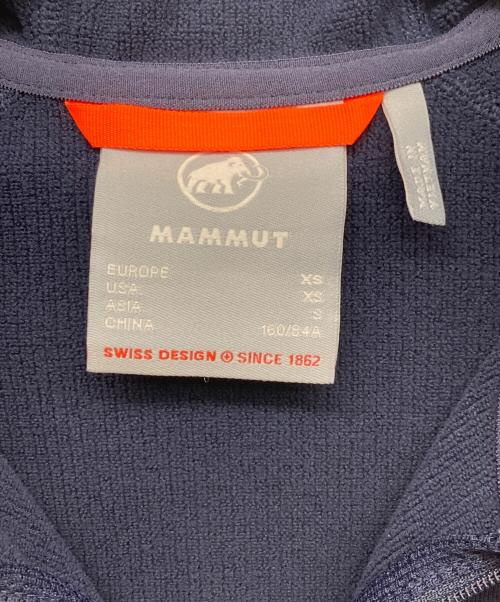 MAMMUT
EUROPE XS
USA XS
ASIA S
CHINA 160/84A
SWISS DESIGN SINCE 1862
MADE IN
VIETNAM